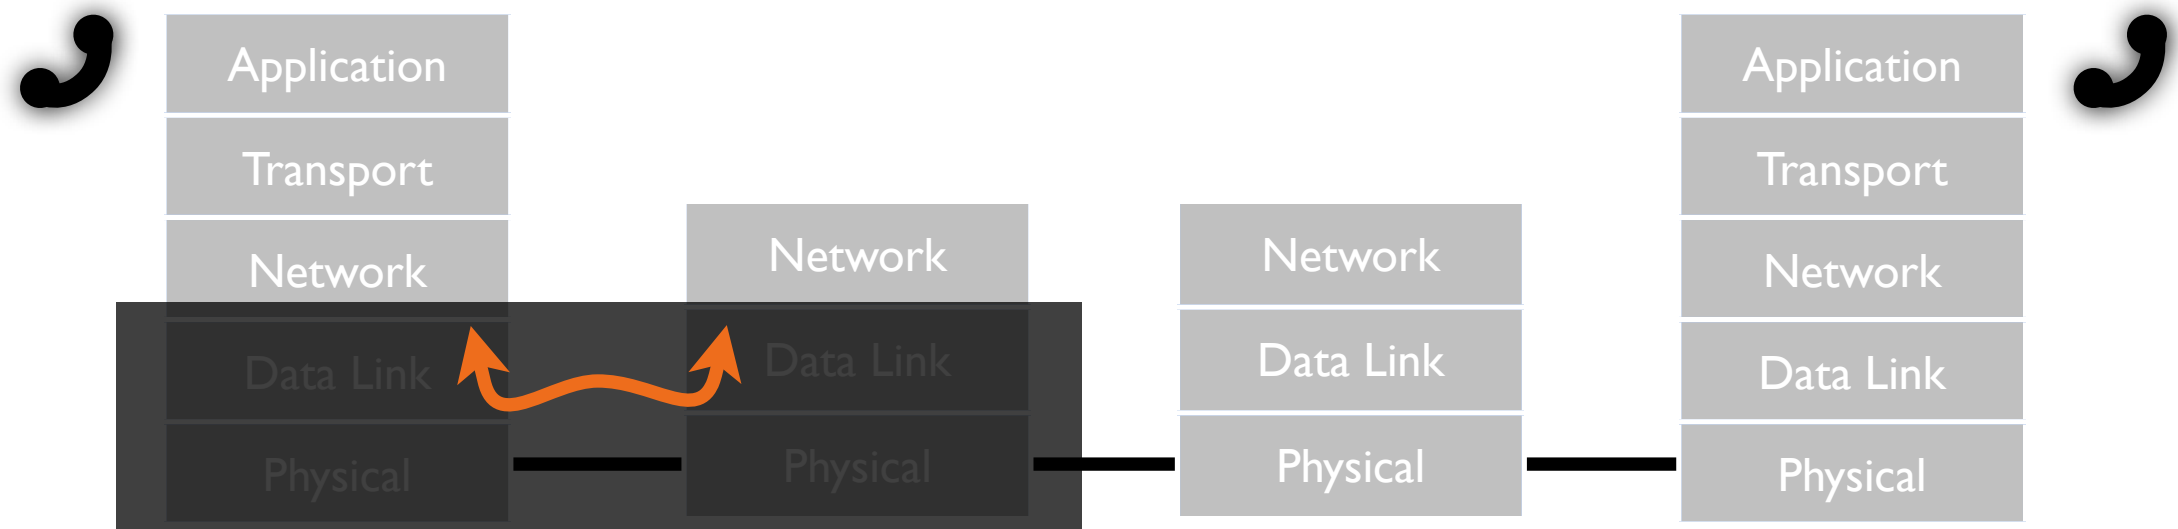 Application
Transport
Network
Data Link
Physical
Network
Data Link
Physical
Network
Data Link
Physical
Application
Transport
Network
Data Link
Physical